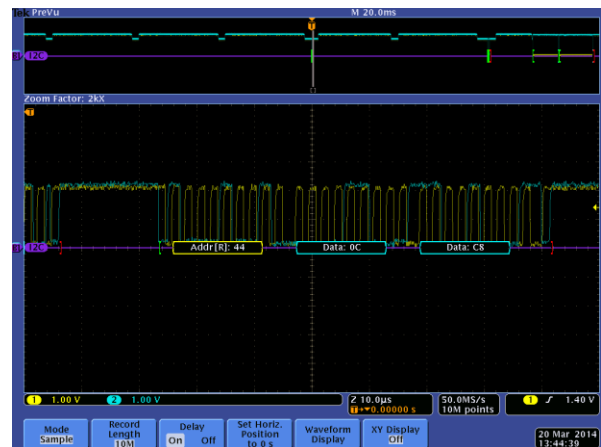 Tek PreVu M 20.0ms
I2C
Zoom Factor: 2kX
I2C Addr[R]: 44 Data: 0C Data: C8
1 1.00 V 2 1.00 V Z 10.0µs 50.0MS/s 1 1.40 V
T→▼0.00000 s 10M points
Mode Sample
Record Length 10M
Delay On Off
Set Horiz. Position to 0 s
Waveform Display
XY Display Off
20 Mar 2014
13:44:39